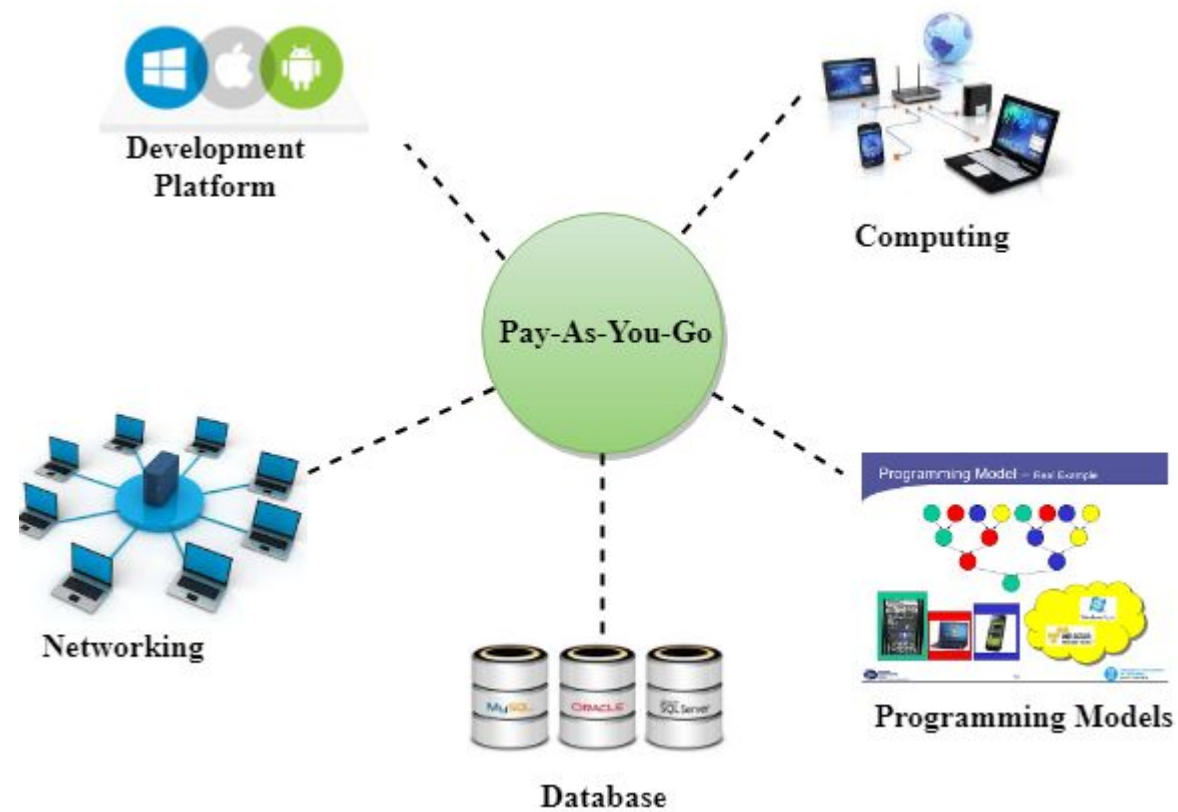 Development
Platform
Computing
Pay-As-You-Go
Programming Model — Real Example
Networking
MySQL
ORACLE
SQL Server
Programming Models
Database